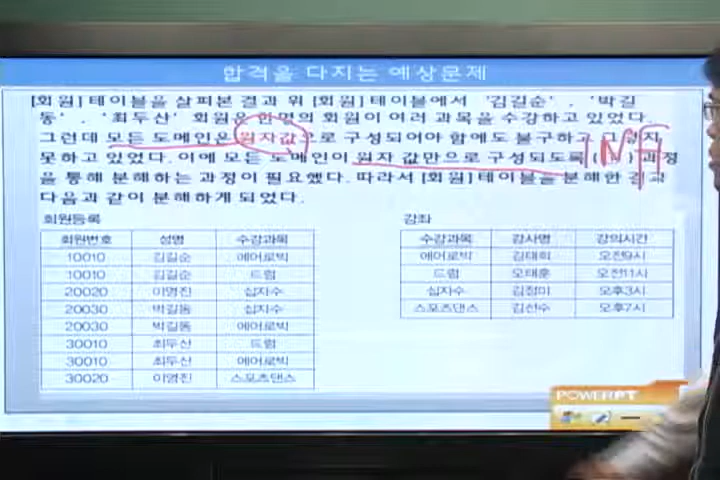 합격을 다지는 예상문제
[회원] 테이블을 살펴본 결과 위 [회원] 테이블에서 '김길순', '박길
동', '최두산' 회원은 한명의 회원이 여러 과목을 수강하고 있었다.
그런데 모든 도메인은 원자값으로 구성되어야 함에도 불구하고 그렇지
못하고 있었다. 이에 모든 도메인이 원자 값만으로 구성되도록 ( ) 과정
1NF
을 통해 분해하는 과정이 필요했다. 따라서 [회원] 테이블을 분해한 결과
다음과 같이 분해하게 되었다.
회원등록
회원번호 성명 수강과목
10010 김길순 에어로빅
10010 김길순 드럼
20020 이영진 십자수
20030 박길동 십자수
20030 박길동 에어로빅
30010 최두산 드럼
30010 최두산 에어로빅
30020 이영진 스포츠댄스
강좌
수강과목 강사명 강의시간
에어로빅 김태희 오전9시
드럼 오태훈 오전11시
십자수 김정미 오후3시
스포츠댄스 김선수 오후7시
POWERPT